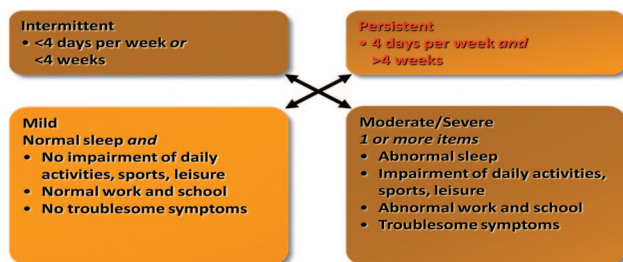 Intermittent
• <4 days per week or
<4 weeks
Persistent
• 4 days per week and
>4 weeks
Mild
Normal sleep and
• No impairment of daily
activities, sports, leisure
• Normal work and school
• No troublesome symptoms
Moderate/Severe
1 or more items
• Abnormal sleep
• Impairment of daily activities,
sports, leisure
• Abnormal work and school
• Troublesome symptoms